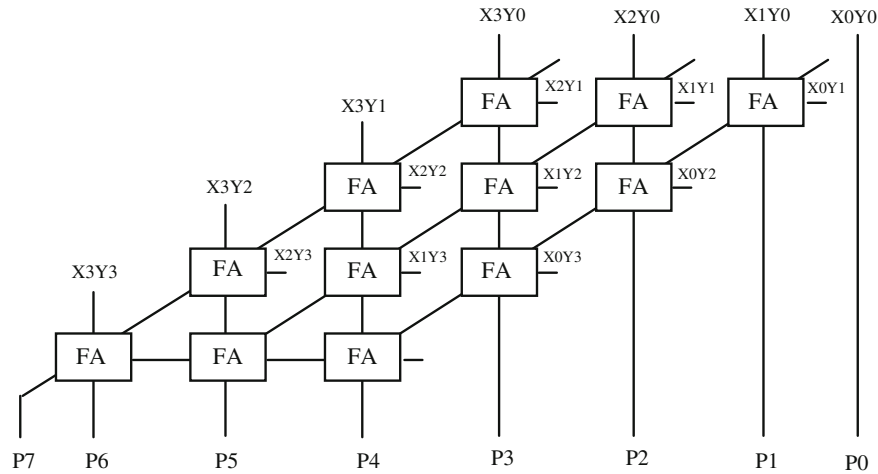 X3Y0 X2Y0 X1Y0 X0Y0
FA X2Y1 FA X1Y1 FA X0Y1
X3Y1
FA X2Y2 FA X1Y2 FA X0Y2
X3Y2
FA X2Y3 FA X1Y3 FA X0Y3
X3Y3
FA FA FA
P7 P6 P5 P4 P3 P2 P1 P0